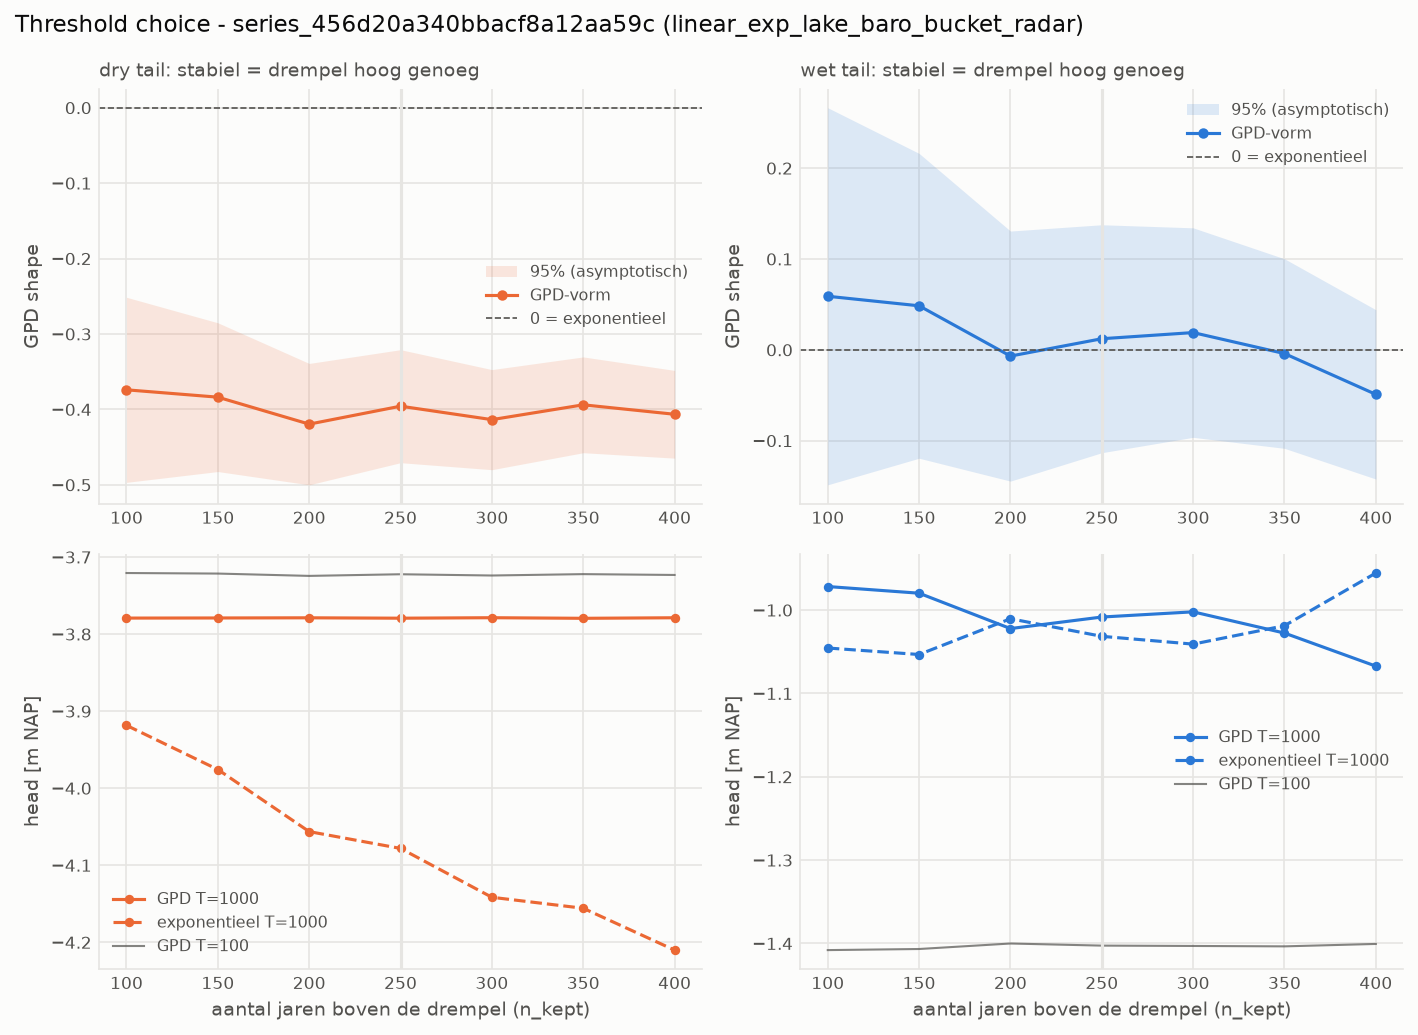 Threshold choice - series_456d20a340bbacf8a12aa59c (linear_exp_lake_baro_bucket_radar)
dry tail: stabiel = drempel hoog genoeg
GPD shape
0.0
−0.1
−0.2
−0.3
−0.4
−0.5
95% (asymptotisch)
GPD-vorm
0 = exponentieel
100 150 200 250 300 350 400
wet tail: stabiel = drempel hoog genoeg
GPD shape
0.2
0.1
0.0
−0.1
95% (asymptotisch)
GPD-vorm
0 = exponentieel
100 150 200 250 300 350 400
head [m NAP]
−3.7
−3.8
−3.9
−4.0
−4.1
−4.2
GPD T=1000
exponentieel T=1000
GPD T=100
100 150 200 250 300 350 400
aantal jaren boven de drempel (n_kept)
head [m NAP]
−1.0
−1.1
−1.2
−1.3
−1.4
GPD T=1000
exponentieel T=1000
GPD T=100
100 150 200 250 300 350 400
aantal jaren boven de drempel (n_kept)